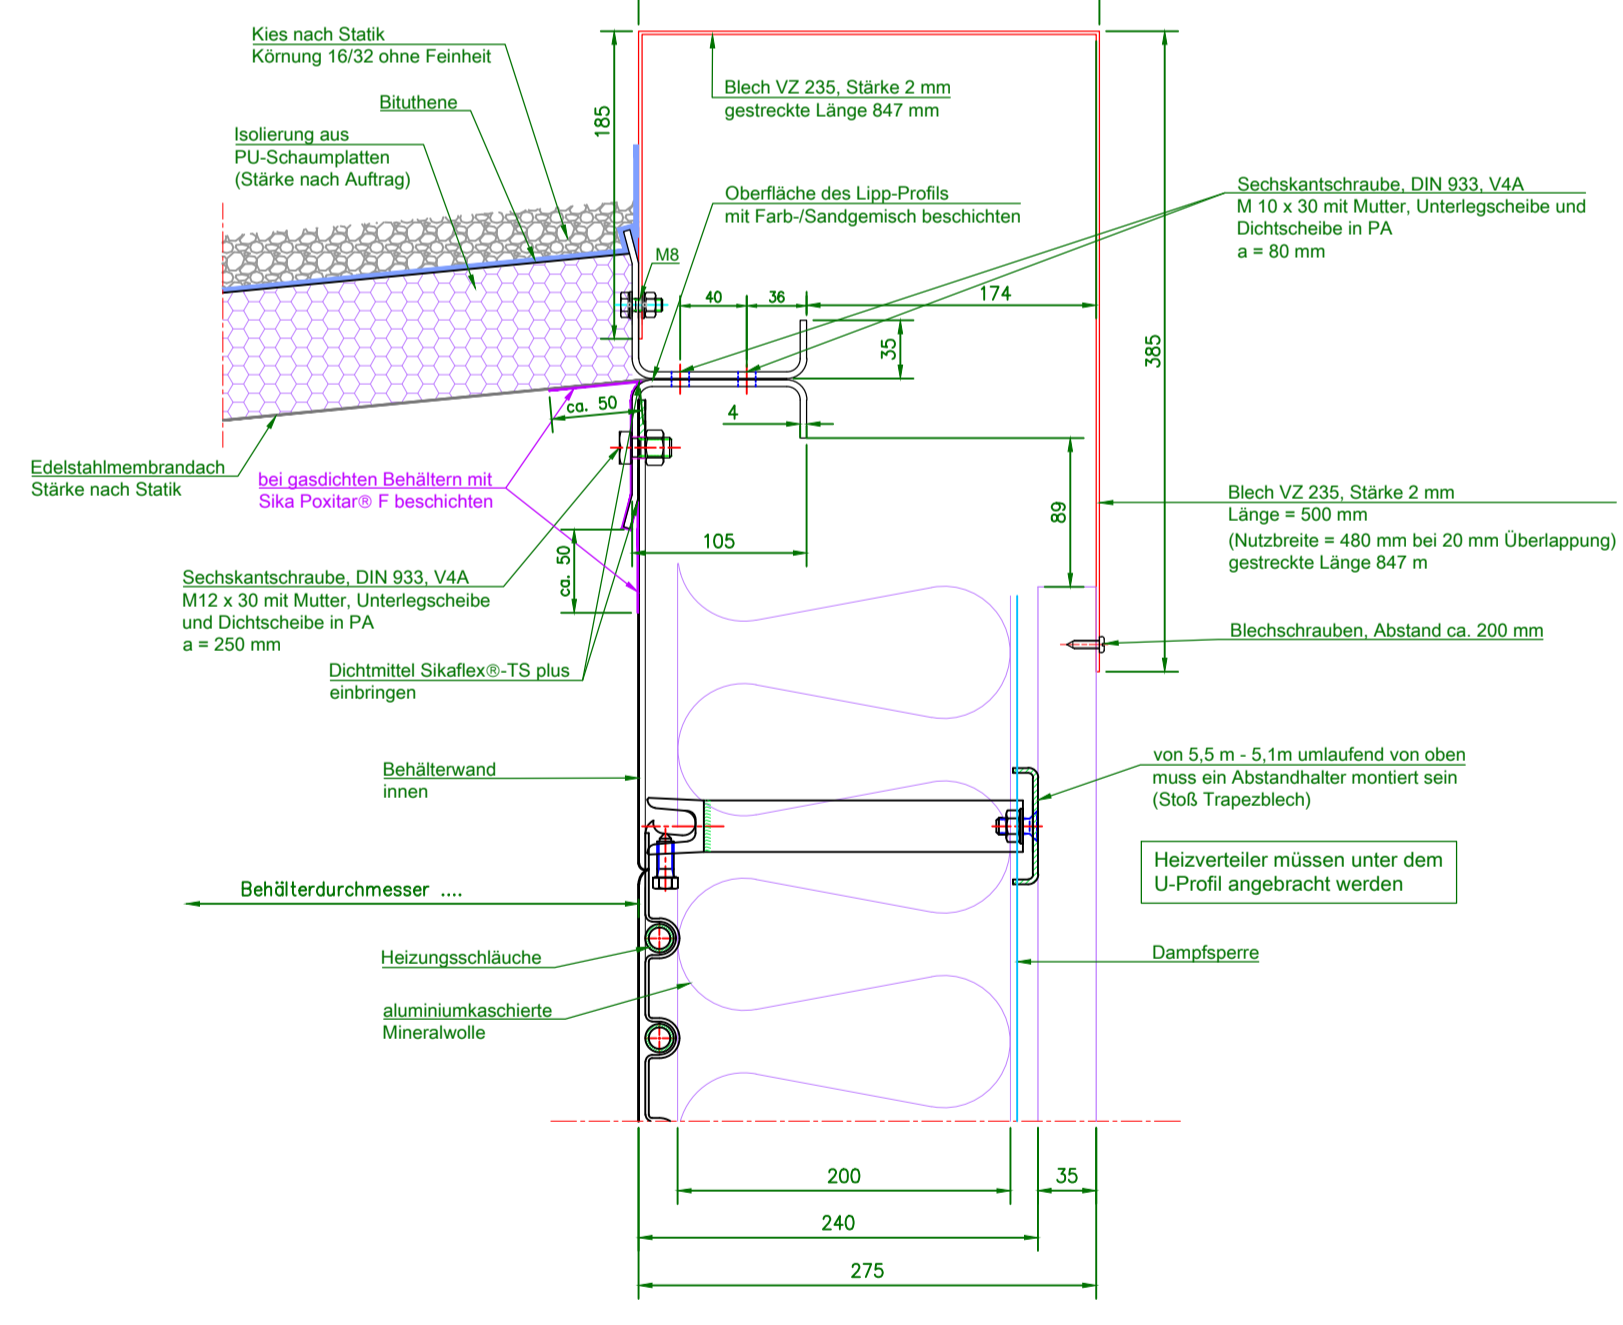 Kies nach Statik
Körnung 16/32 ohne Feinheit
Bituthene
Isolierung aus
PU-Schaumplatten
(Stärke nach Auftrag)
185
Blech VZ 235, Stärke 2 mm
gestreckte Länge 847 mm
Oberfläche des Lipp-Profils
mit Farb-/Sandgemisch beschichten
Sechskantschraube, DIN 933, V4A
M 10 x 30 mit Mutter, Unterlegscheibe und
Dichtscheibe in PA
a = 80 mm
M8
40
36
174
35
385
ca. 50
4
Edelstahlmembrandach
Stärke nach Statik
bei gasdichten Behältern mit
Sika Poxitar® F beschichten
89
Blech VZ 235, Stärke 2 mm
Länge = 500 mm
(Nutzbreite = 480 mm bei 20 mm Überlappung)
gestreckte Länge 847 m
105
ca. 50
Sechskantschraube, DIN 933, V4A
M12 x 30 mit Mutter, Unterlegscheibe
und Dichtscheibe in PA
a = 250 mm
Blechschrauben, Abstand ca. 200 mm
Dichtmittel Sikaflex®-TS plus
einbringen
Behälterwand
innen
von 5,5 m - 5,1m umlaufend von oben
muss ein Abstandhalter montiert sein
(Stoß Trapezblech)
Heizverteiler müssen unter dem
U-Profil angebracht werden
Behälterdurchmesser ....
Heizungsschläuche
Dampfsperre
aluminiumkaschierte
Mineralwolle
200
35
240
275